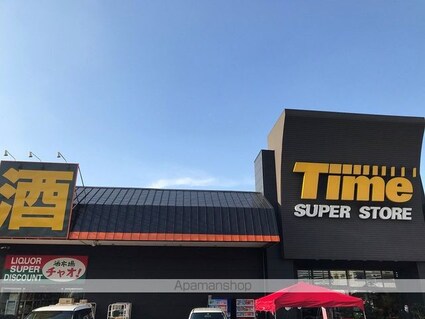 酒
Time
SUPER STORE
LIQUOR
SUPER
DISCOUNT
チャオ!
Apamanshop